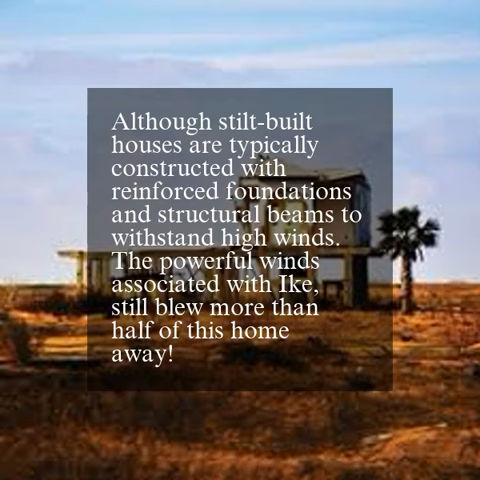 Although stilt-built
houses are typically
constructed with
reinforced foundations
and structural beams to
withstand high winds.
The powerful winds
associated with Ike,
still blew more than
half of this home
away!